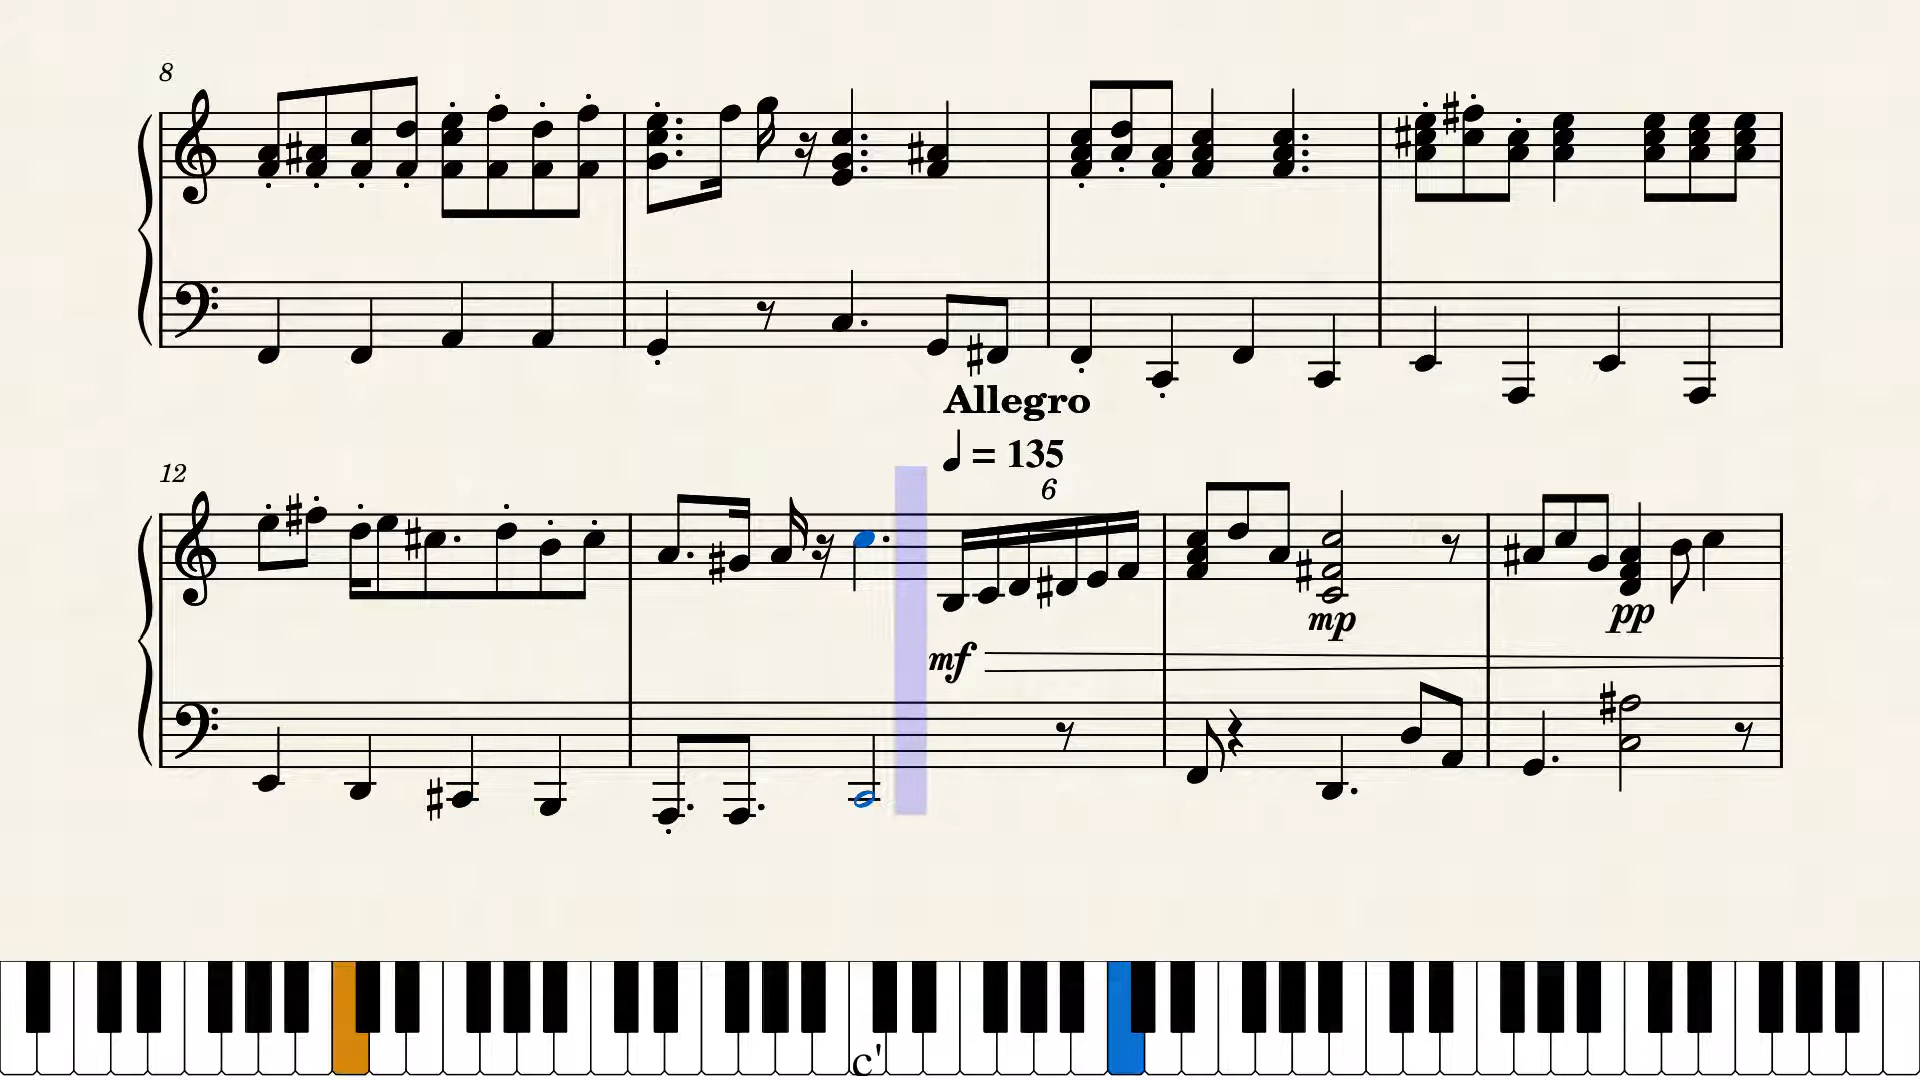 8
Allegro
♩ = 135
12
6
mf
mp
pp
c'